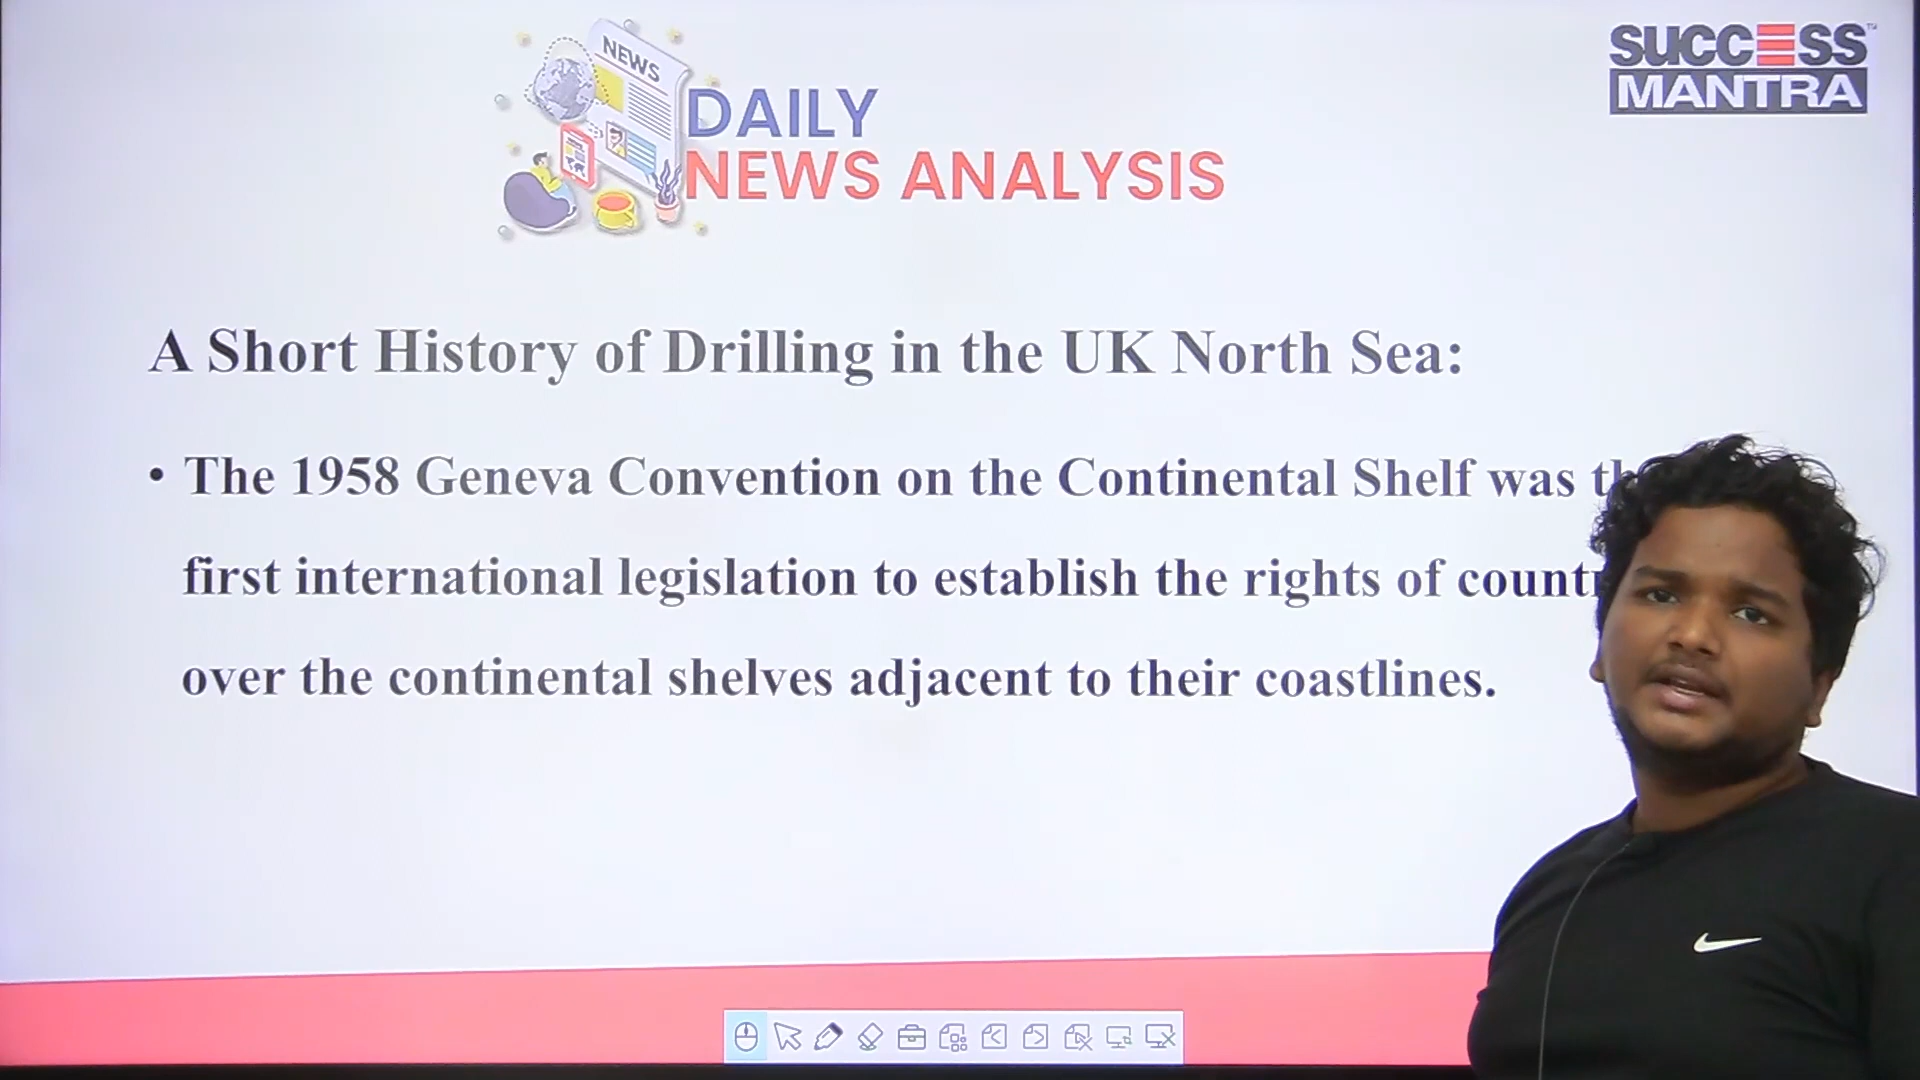 NEWS
DAILY
NEWS ANALYSIS
SUCCESS™
MANTRA
A Short History of Drilling in the UK North Sea:
• The 1958 Geneva Convention on the Continental Shelf was
first international legislation to establish the rights of
over the continental shelves adjacent to their coastlines.